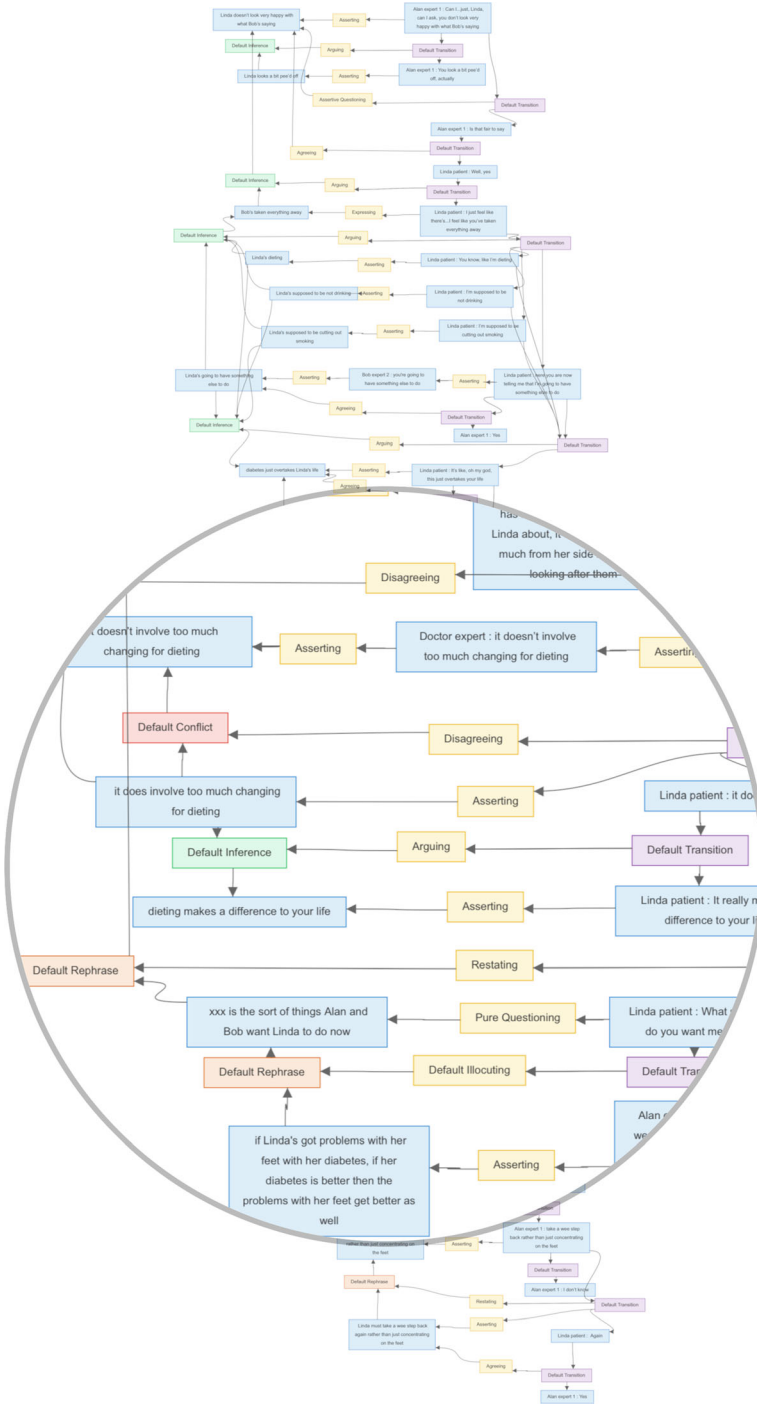 Linda doesn't look very happy with
what Bob's saying
Asserting
Alan expert 1 : Can I.. just. Linda,
can I ask, you don't look very
happy with what Bob's saying
Default Inference
Arguing
Default Transition
Linda looks a bit pee'd off
Asserting
Alan expert 1 : You look a bit pee'd
off, actually
Assertive Questioning
Default Transition
Alan expert 1 : Is that fair to say
Agreeing
Default Transition
Linda patient : Well, yes
Default Inference
Arguing
Default Transition
Bob's taken everything away
Expressing
Linda patient : I just feel like
there's...I feel like you've taken
everything away
Default Inference
Arguing
Default Transition
Linda's dieting
Asserting
Linda patient : You know, like I'm dieting
Linda's supposed to be not drinking
Asserting
Linda patient : I'm supposed to be
not drinking
Linda's supposed to be cutting out
smoking
Asserting
Linda patient : I'm supposed to be
cutting out smoking
Linda's going to have something
else to do
Asserting
Bob expert 2 : you're going to
have something else to do
Asserting
Linda patient : here you are now
telling me that I'm going to have
something else to do
Agreeing
Default Transition
Default Inference
Alan expert 1 : Yes
Arguing
Default Transition
diabetes just overtakes Linda's life
Asserting
Linda patient : It's like, oh my god,
this just overtakes your life
Agreeing
has
Linda about, it
much from her side
looking after them
Disagreeing
doesn't involve too much
changing for dieting
Asserting
Doctor expert : it doesn't involve
too much changing for dieting
Asserting
Default Conflict
Disagreeing
it does involve too much changing
for dieting
Asserting
Linda patient : it do
Default Inference
Arguing
Default Transition
dieting makes a difference to your life
Asserting
Linda patient : It really m
difference to your li
Default Rephrase
Restating
xxx is the sort of things Alan and
Bob want Linda to do now
Pure Questioning
Linda patient : What
do you want me
Default Rephrase
Default Illocuting
Default Tran
Alan
we
if Linda's got problems with her
feet with her diabetes, if her
diabetes is better then the
problems with her feet get better as
well
Asserting
rather than just concentrating on
the feet
Asserting
Alan expert 1 : take a wee step
back rather than just concentrating
on the feet
Default Transition
Default Rephrase
Alan expert 1 : I don't know
Restating
Default Transition
Linda must take a wee step back
again rather than just concentrating
on the feet
Asserting
Linda patient : Again
Agreeing
Default Transition
Alan expert 1 : Yes